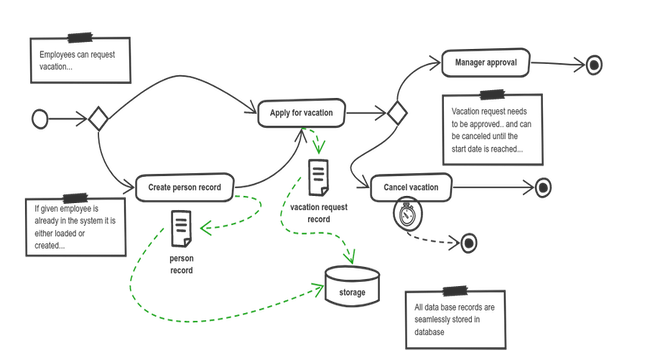 Employees can request
vacation...
Manager approval
Apply for vacation
Vacation request needs
to be approved.. and can
be canceled until the
start date is reached...
Create person record
Cancel vacation
If given employee is
already in the system it is
either loaded or
created...
vacation request
record
person
record
storage
All data base records are
seamlessly stored in
database